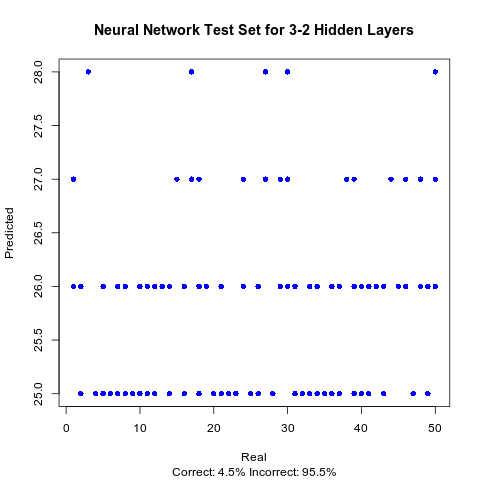 Neural Network Test Set for 3-2 Hidden Layers
28.0
27.5
27.0
26.5
26.0
25.5
25.0
Predicted
0 10 20 30 40 50
Real
Correct: 4.5% Incorrect: 95.5%